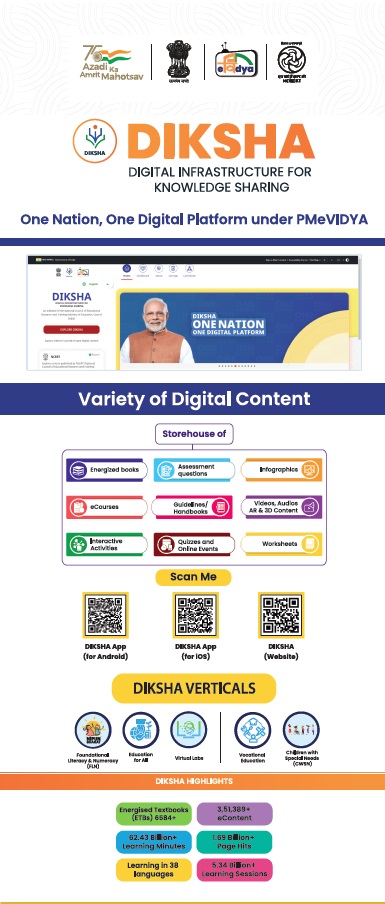 75
Azadi Ka
Amrit Mahotsav
DIKSHA
DIKSHA
DIGITAL INFRASTRUCTURE FOR
KNOWLEDGE SHARING
One Nation, One Digital Platform under PMeVIDYA
DIKSHA
EXPLORE DIKSHA
NCERT
DIKSHA
ONE NATION
ONE DIGITAL PLATFORM
Variety of Digital Content
Storehouse of
Energized books
Assessment
questions
Infographics
eCourses
Guidelines/
Handbooks
Videos, Audios
AR & 3D Content
Interactive
Activities
Quizzes and
Online Events
Worksheets
Scan Me
DIKSHA App
(for Android)
DIKSHA App
(for iOS)
DIKSHA
(Website)
DIKSHA VERTICALS
Foundational
Literacy & Numeracy
(FLN)
Education
for All
Virtual Labs
Vocational
Education
Children with
Special Needs
(CWSN)
DIKSHA HIGHLIGHTS
Energised Textbooks
(ETBs) 6684+
3,51,389+
eContent
62.43 Billion+
Learning Minutes
1.69 Billion+
Page Hits
Learning in 38
languages
5.34 Billion+
Learning Sessions